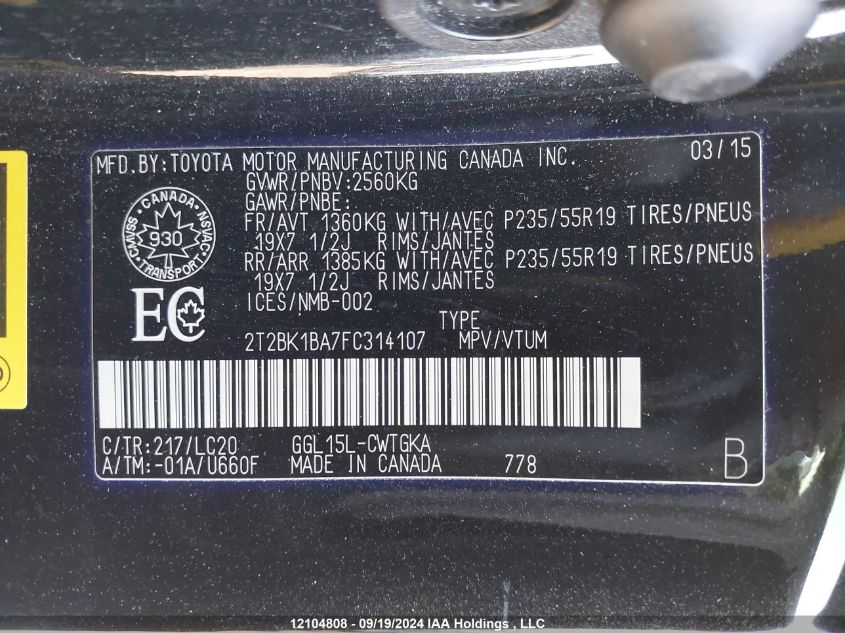 MFD.BY:TOYOTA MOTOR MANUFACTURING CANADA INC. 03/15
GVWR/PNBV:2560KG
GAWR/PNBE:
FR/AVT 1360KG WITH/AVEC P235/55R19 TIRES/PNEUS
19X7 1/2J RIMS/JANTES
RR/ARR 1385KG WITH/AVEC P235/55R19 TIRES/PNEUS
19X7 1/2J RIMS/JANTES
ICES/NMB-002
CANADA
CMVSS 930 NSVAC
TRANSPORT
EC
TYPE
2T2BK1BA7FC314107 MPV/VTUM
C/TR:217/LC20 GGL15L-CWTGKA
A/TM:-01A/U660F MADE IN CANADA 778 B
12104808 - 09/19/2024 IAA Holdings , LLC